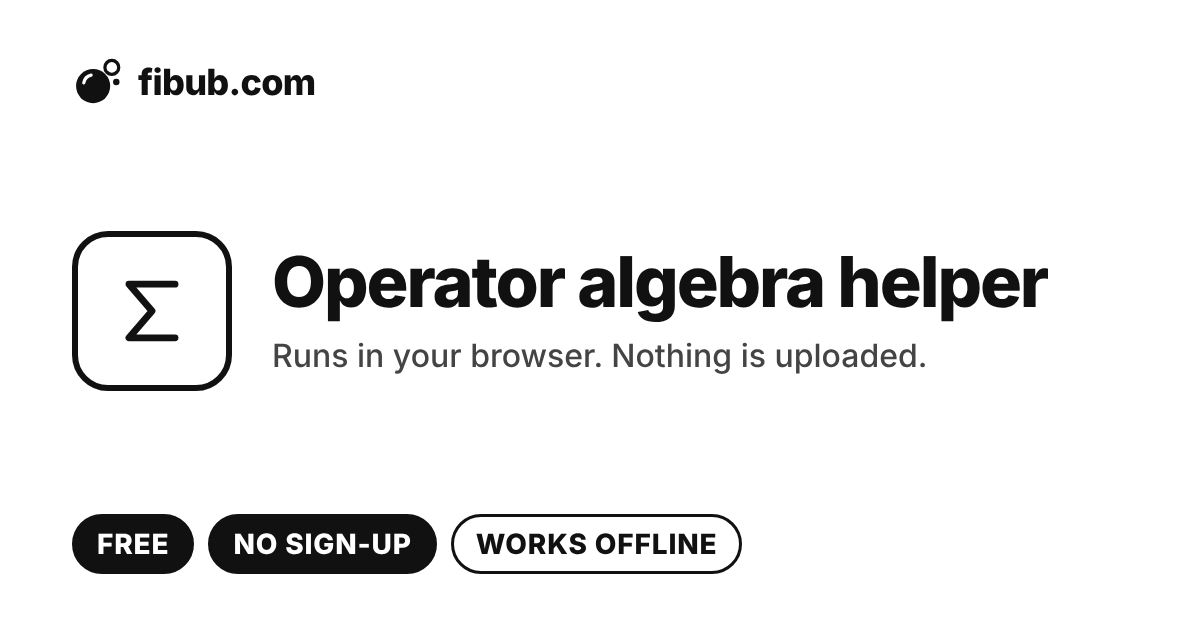 fibub.com
Σ
Operator algebra helper
Runs in your browser. Nothing is uploaded.
FREE NO SIGN-UP WORKS OFFLINE